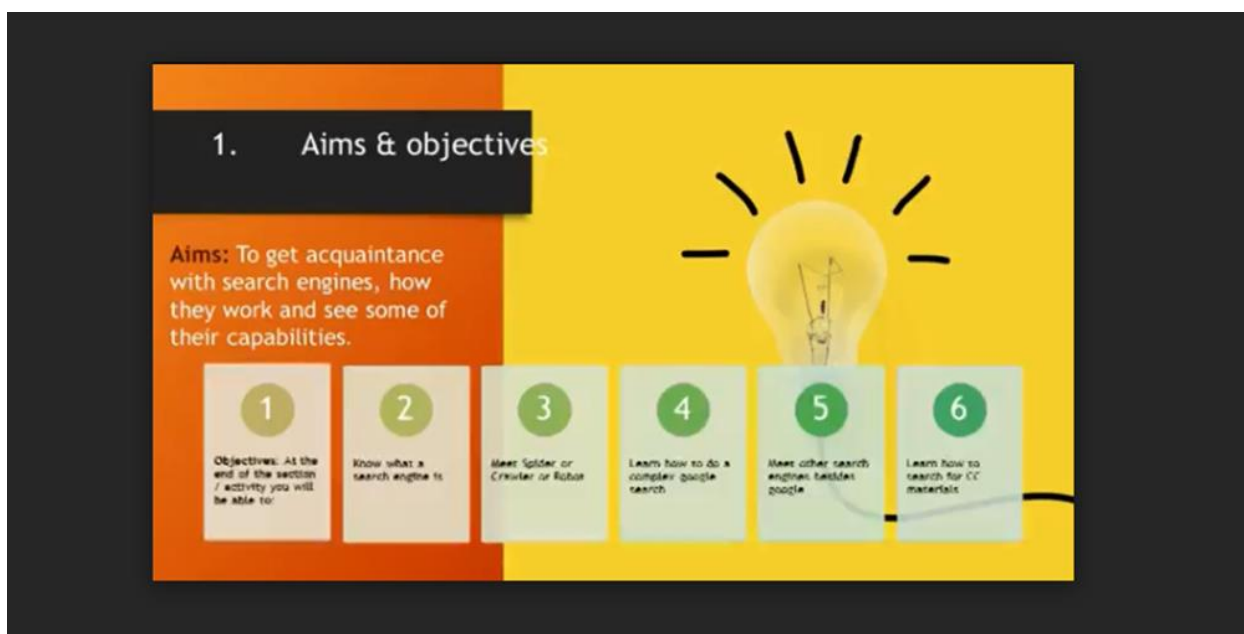 1. Aims & objectives
Aims: To get acquaintance
with search engines, how
they work and see some of
their capabilities.
1
Objectives: At the
end of the section
/ activity you will
be able to:
2
Know what a
search engine is
3
Meet Spider or
Crawler or Robot
4
Learn how to do a
complex google
search
5
Meet other search
engines besides
google
6
Learn how to
search for CC
materials